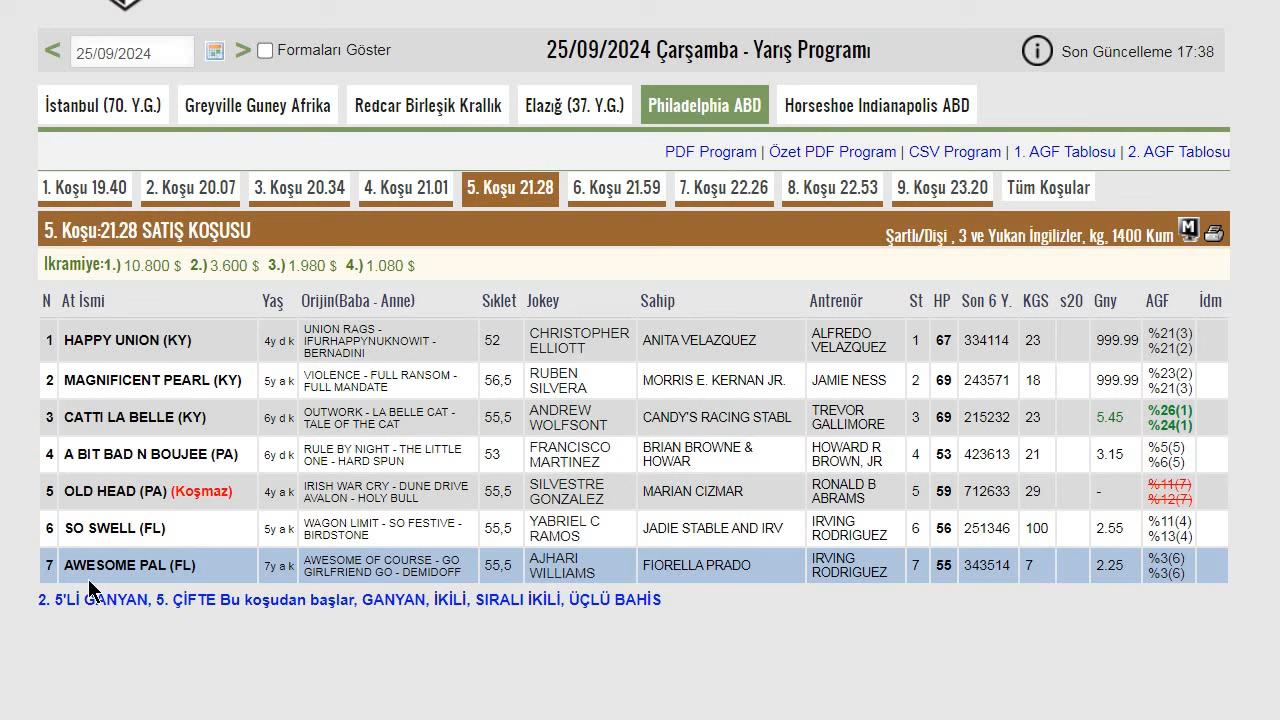 < 25/09/2024 > Formaları Göster 25/09/2024 Çarşamba - Yarış Programı i Son Güncelleme 17:38
İstanbul (70. Y.G.) Greyville Guney Afrika Redcar Birleşik Krallık Elazığ (37. Y.G.) Philadelphia ABD Horseshoe Indianapolis ABD
PDF Program | Özet PDF Program | CSV Program | 1. AGF Tablosu | 2. AGF Tablosu
1. Koşu 19.40 2. Koşu 20.07 3. Koşu 20.34 4. Koşu 21.01 5. Koşu 21.28 6. Koşu 21.59 7. Koşu 22.26 8. Koşu 22.53 9. Koşu 23.20 Tüm Koşular
5. Koşu:21.28 SATIŞ KOŞUSU Şartlı/Dişi , 3 ve Yukarı İngilizler, kg, 1400 Kum M
Ikramiye:1.) 10.800 $ 2.) 3.600 $ 3.) 1.980 $ 4.) 1.080 $
N At İsmi Yaş Orijin(Baba - Anne) Sıklet Jokey Sahip Antrenör St HP Son 6 Y. KGS s20 Gny AGF İdm
1 HAPPY UNION (KY) 4y d k UNION RAGS - IFURHAPPYNUKNOWIT - BERNADINI 52 CHRISTOPHER ELLIOTT ANITA VELAZQUEZ ALFREDO VELAZQUEZ 1 67 334114 23 999.99 %21(3) %21(2)
2 MAGNIFICENT PEARL (KY) 5y a k VIOLENCE - FULL RANSOM - FULL MANDATE 56,5 RUBEN SILVERA MORRIS E. KERNAN JR. JAMIE NESS 2 69 243571 18 999.99 %23(2) %21(3)
3 CATTI LA BELLE (KY) 6y d k OUTWORK - LA BELLE CAT - TALE OF THE CAT 55,5 ANDREW WOLFSONT CANDY'S RACING STABL TREVOR GALLIMORE 3 69 215232 23 5.45 %26(1) %24(1)
4 A BIT BAD N BOUJEE (PA) 6y d k RULE BY NIGHT - THE LITTLE ONE - HARD SPUN 53 FRANCISCO MARTINEZ BRIAN BROWNE & HOWAR HOWARD R BROWN, JR 4 53 423613 21 3.15 %5(5) %6(5)
5 OLD HEAD (PA) (Koşmaz) 4y a k IRISH WAR CRY - DUNE DRIVE AVALON - HOLY BULL 55,5 SILVESTRE GONZALEZ MARIAN CIZMAR RONALD B ABRAMS 5 59 712633 29 - %11(7) %12(7)
6 SO SWELL (FL) 5y a k WAGON LIMIT - SO FESTIVE - BIRDSTONE 55,5 YABRIEL C RAMOS JADIE STABLE AND IRV IRVING RODRIGUEZ 6 56 251346 100 2.55 %11(4) %13(4)
7 AWESOME PAL (FL) 7y a k AWESOME OF COURSE - GO GIRLFRIEND GO - DEMIDOFF 55,5 AJHARI WILLIAMS FIORELLA PRADO IRVING RODRIGUEZ 7 55 343514 7 2.25 %3(6) %3(6)
2. 5'Lİ GANYAN, 5. ÇİFTE Bu koşudan başlar, GANYAN, İKİLİ, SIRALI İKİLİ, ÜÇLÜ BAHİS